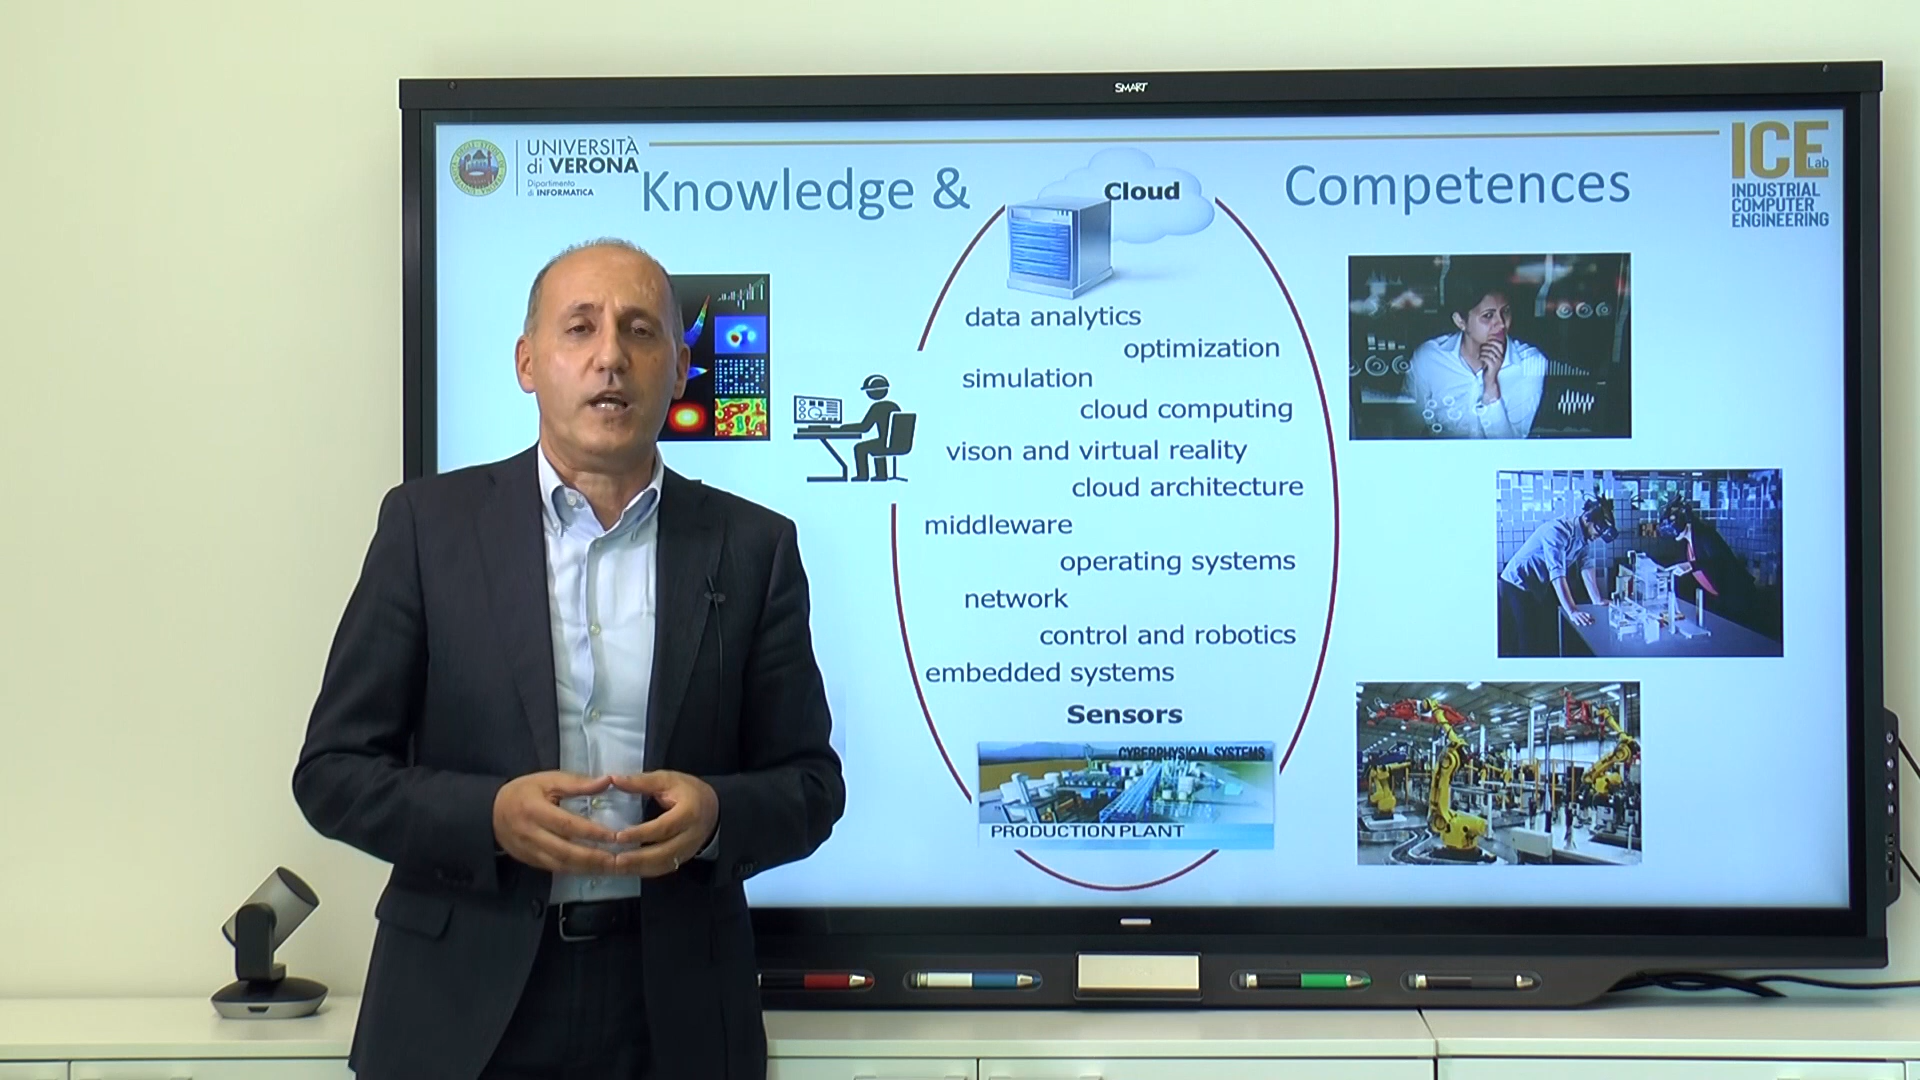 SMART
UNIVERSITÀ
di VERONA
Dipartimento
di INFORMATICA
Knowledge &
Cloud
Competences
ICE
Lab
INDUSTRIAL
COMPUTER
ENGINEERING
data analytics
optimization
simulation
cloud computing
vison and virtual reality
cloud architecture
middleware
operating systems
network
control and robotics
embedded systems
Sensors
CYBERPHYSICAL SYSTEMS
PRODUCTION PLANT